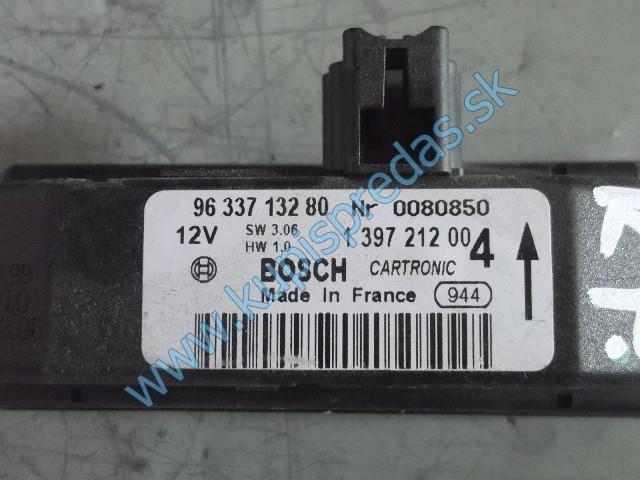 96 337 132 80 Nr 0080850
12V SW 3.06 1 397 212 00 4
HW 1.0
BOSCH CARTRONIC
Made In France 944
www.kupispredas.sk